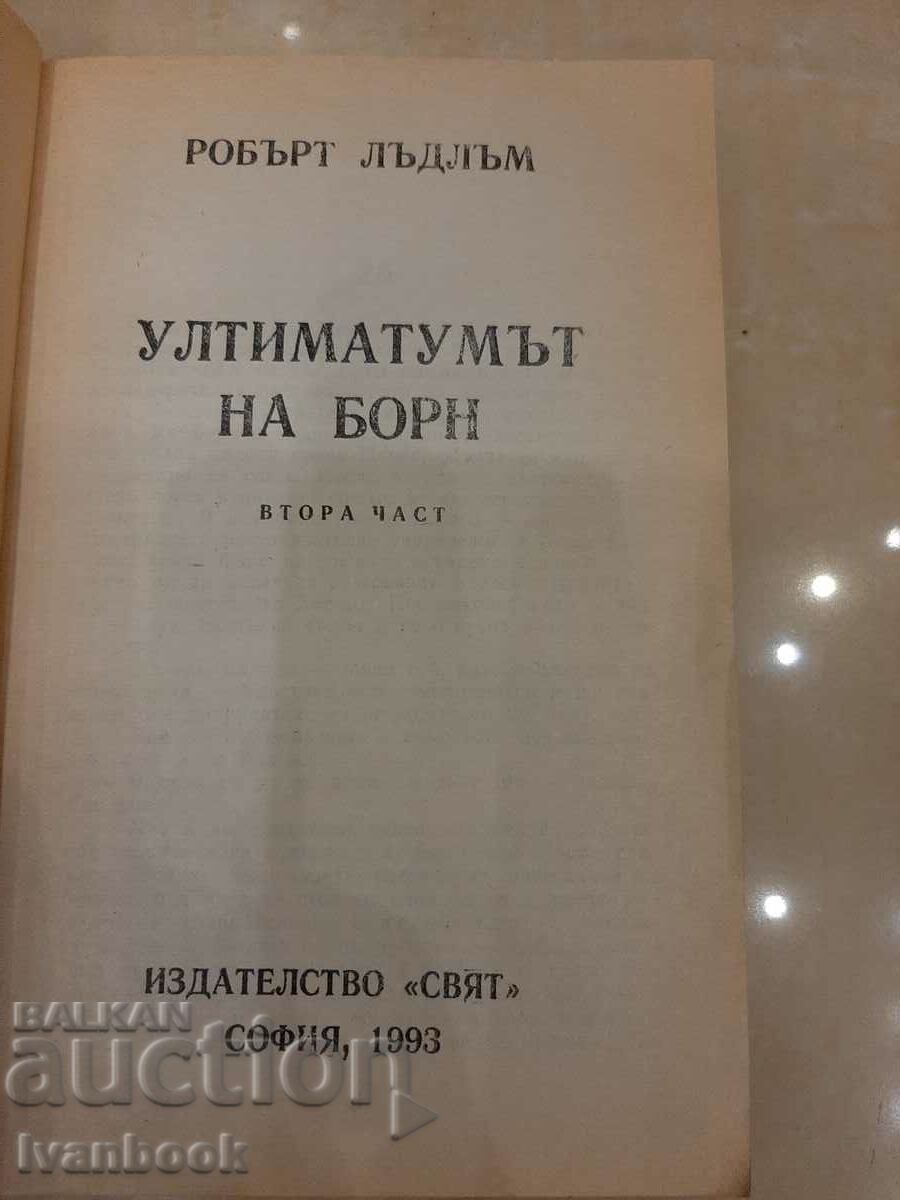 РОБЪРТ ЛЪДЛЪМ
УЛТИМАТУМЪТ
НА БОРН
ВТОРА ЧАСТ
ИЗДАТЕЛСТВО «СВЯТ»
СОФИЯ, 1993
BALKAN
auction
Ivanbook